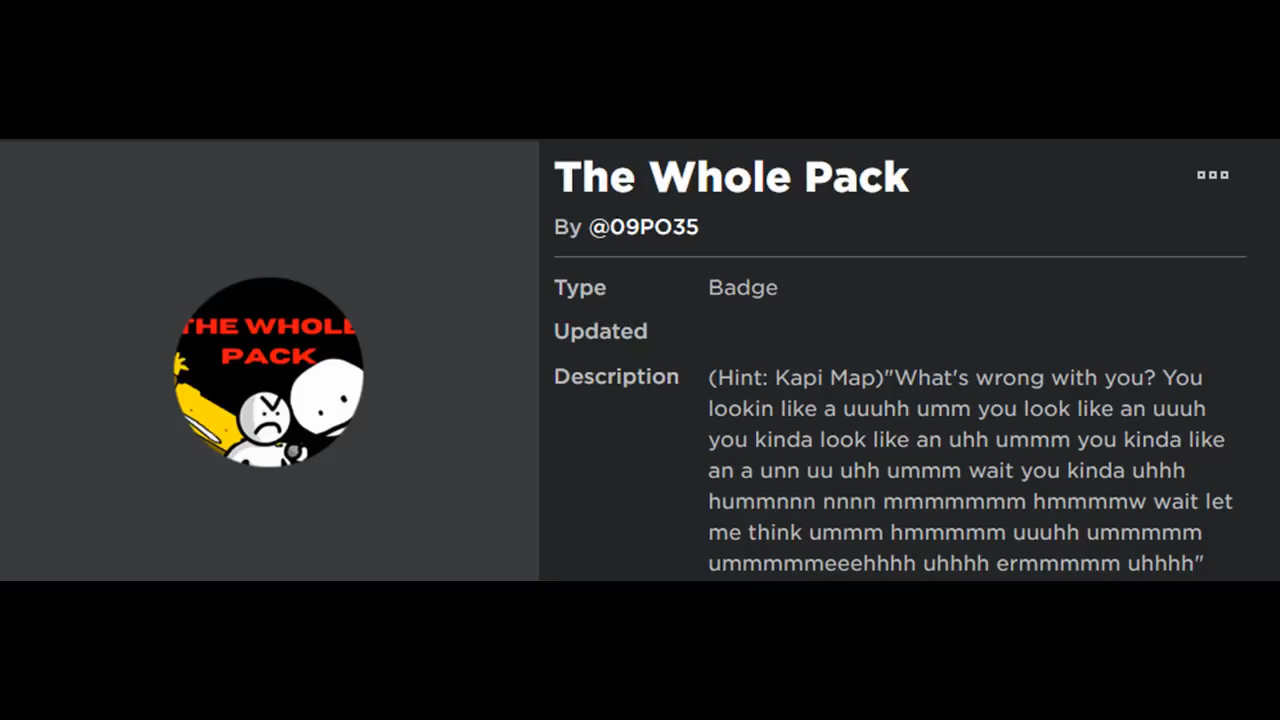 The Whole Pack
By @09PO35
Type Badge
Updated
Description (Hint: Kapi Map)"What's wrong with you? You
lookin like a uuuhh umm you look like an uuuh
you kinda look like an uhh ummm you kinda like
an a unn uu uhh ummm wait you kinda uhhh
hummnnn nnnn mmmmmmm hmmmmw wait let
me think ummm hmmmmm uuuhh ummmmm
ummmmmeeehhhh uhhhh ermmmmm uhhhh"
THE WHOLE
PACK